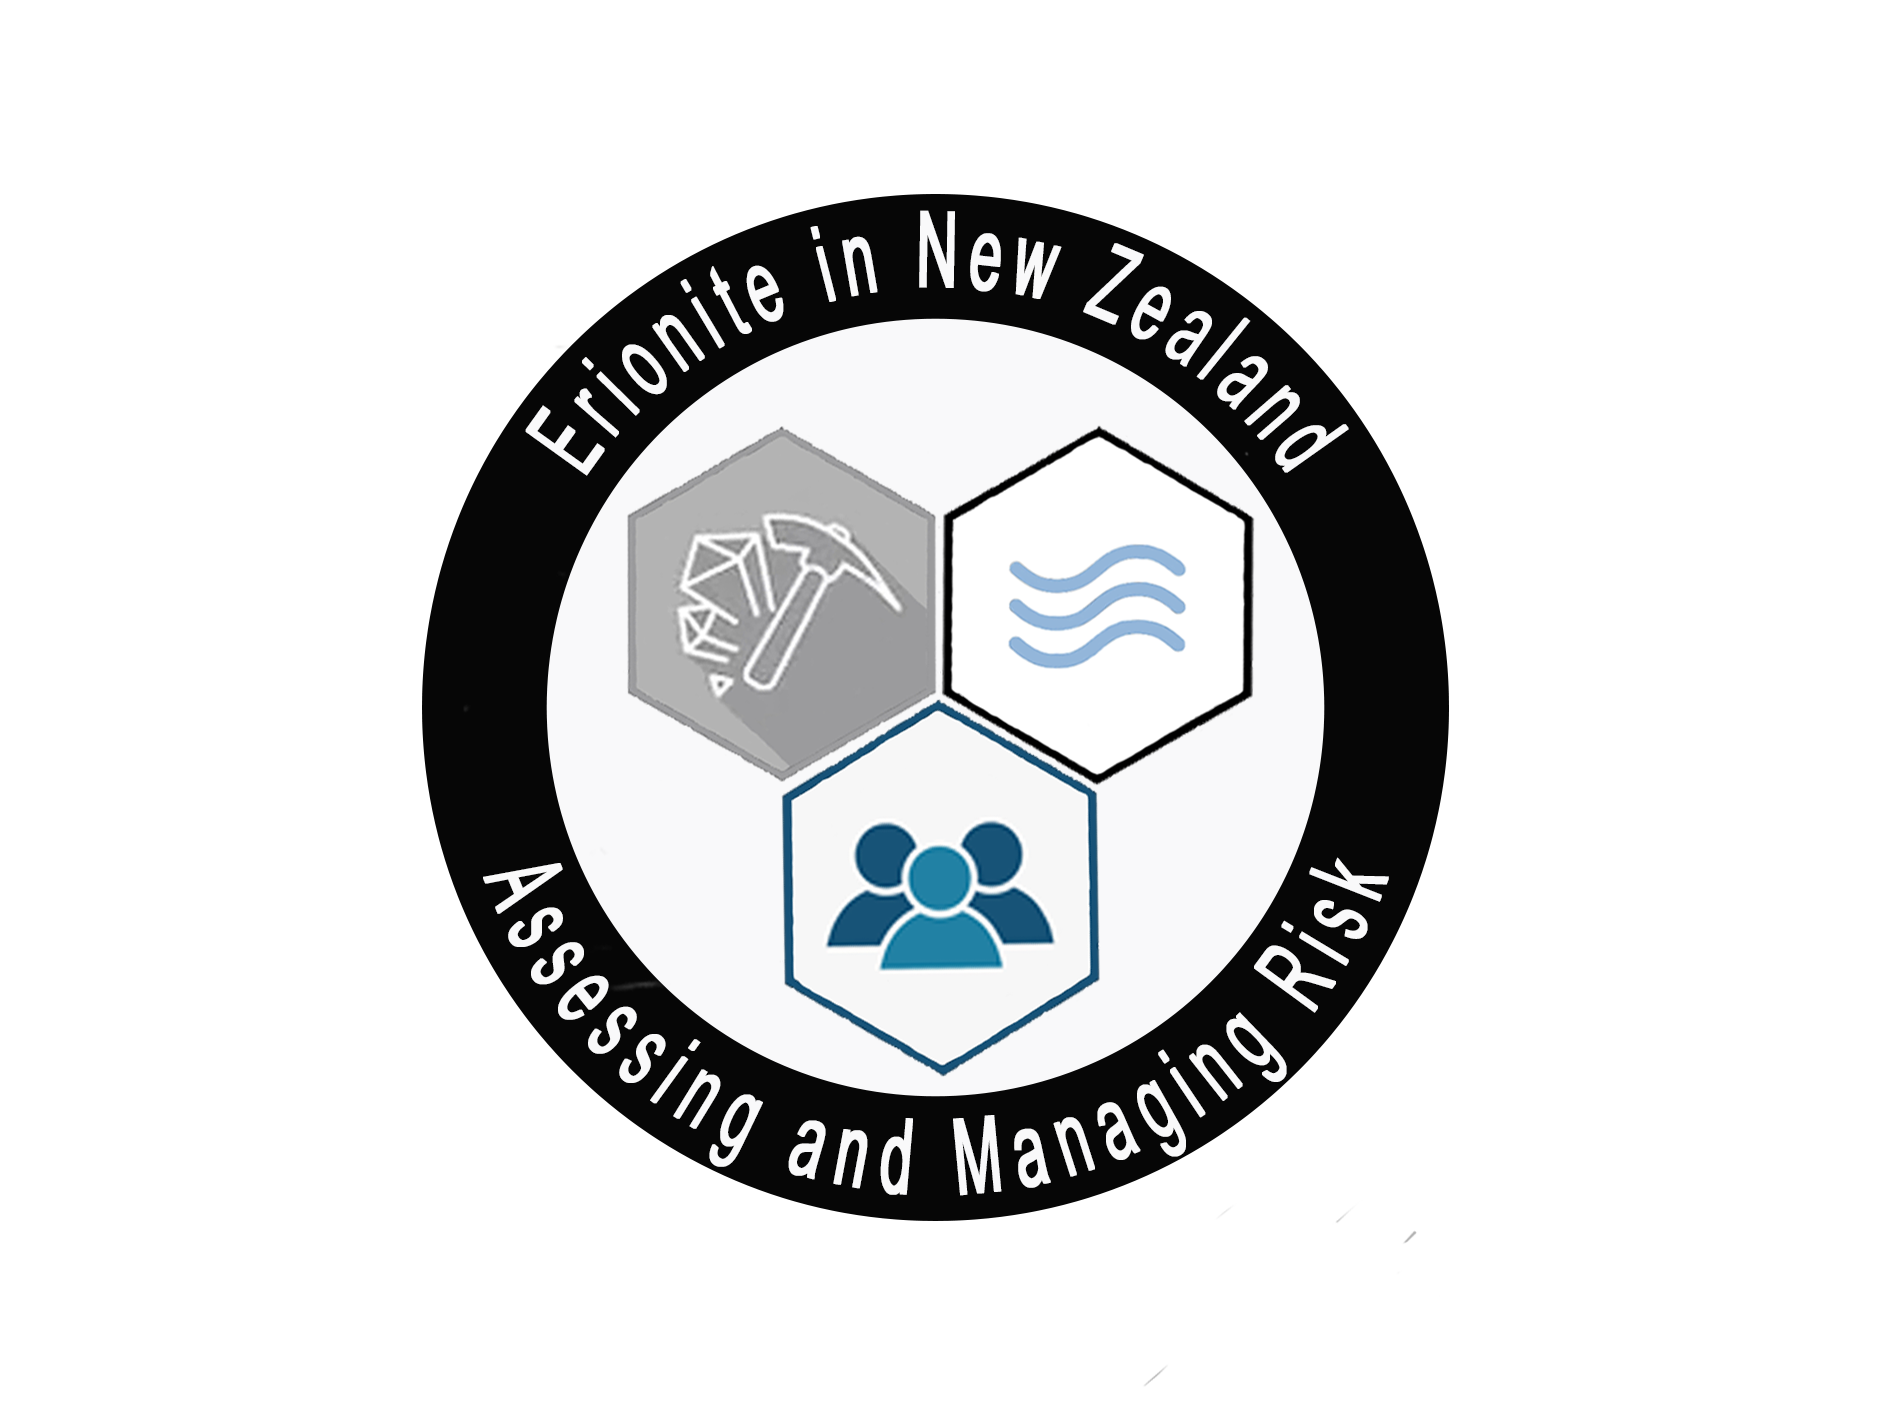 Erionite in New Zealand
Assessing and Managing Risk